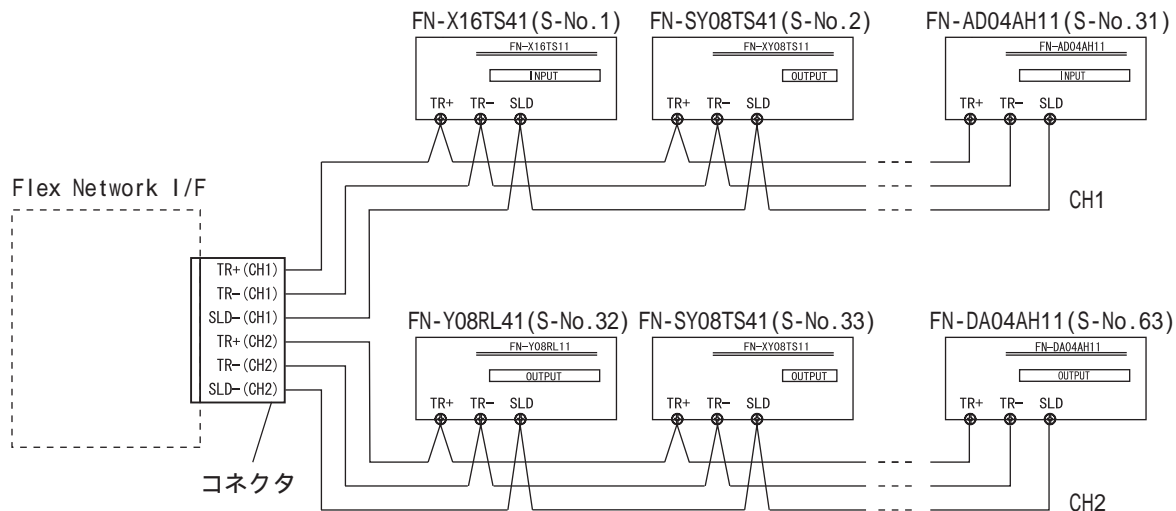 FN-X16TS41(S-No.1)
FN-SY08TS41(S-No.2)
FN-AD04AH11(S-No.31)
FN-X16TS11
FN-XY08TS11
FN-AD04AH11
INPUT
OUTPUT
INPUT
TR+ TR- SLD
TR+ TR- SLD
TR+ TR- SLD
Flex Network I/F
CH1
TR+(CH1)
TR-(CH1)
SLD-(CH1)
TR+(CH2)
TR-(CH2)
SLD-(CH2)
コネクタ
FN-Y08RL41(S-No.32)
FN-SY08TS41(S-No.33)
FN-DA04AH11(S-No.63)
FN-Y08RL11
FN-XY08TS11
FN-DA04AH11
OUTPUT
OUTPUT
OUTPUT
TR+ TR- SLD
TR+ TR- SLD
TR+ TR- SLD
CH2